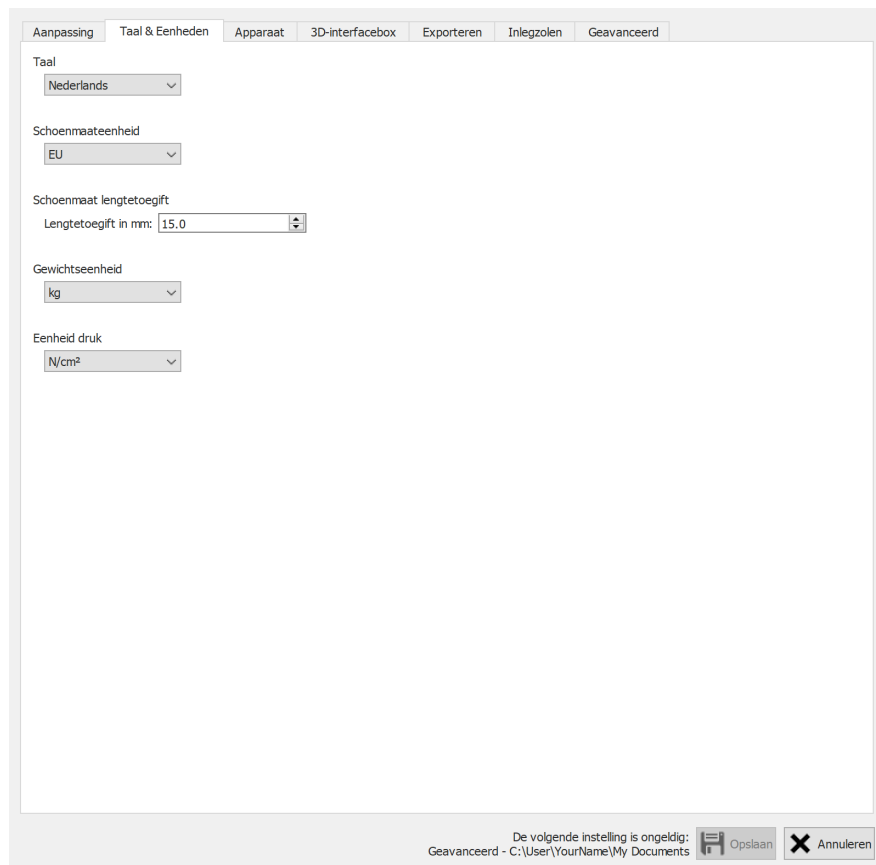 Aanpassing Taal & Eenheden Apparaat 3D-interfacebox Exporteren Inlegzolen Geavanceerd
Taal
Nederlands
Schoenmaateenheid
EU
Schoenmaat lengtetoegift
Lengtetoegift in mm: 15.0
Gewichtseenheid
kg
Eenheid druk
N/cm²
De volgende instelling is ongeldig:
Geavanceerd - C:\User\YourName\My Documents
Opslaan
Annuleren